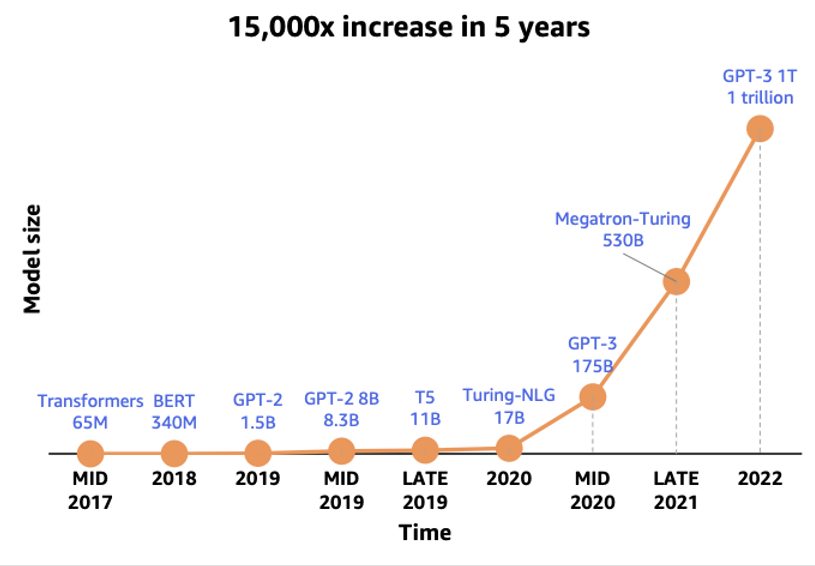 15,000x increase in 5 years
GPT-3 1T
1 trillion
Megatron-Turing
530B
GPT-3
175B
Transformers
65M
BERT
340M
GPT-2
1.5B
GPT-2 8B
8.3B
T5
11B
Turing-NLG
17B
Model size
MID
2017
2018
2019
MID
2019
LATE
2019
2020
MID
2020
LATE
2021
2022
Time